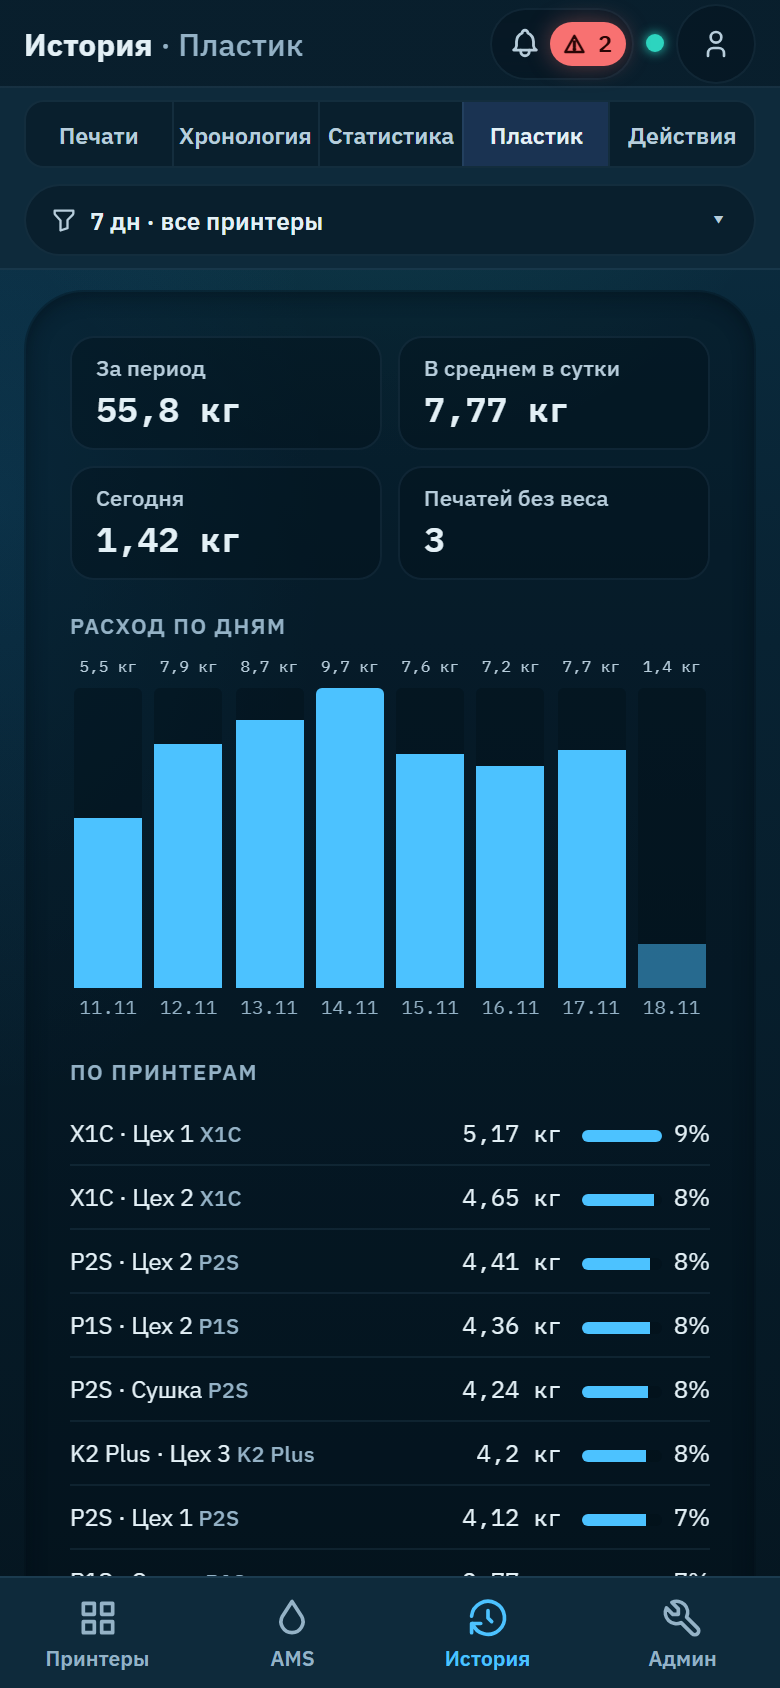 История · Пластик
2
Печати Хронология Статистика Пластик Действия
7 дн · все принтеры
За период В среднем в сутки
55,8 кг 7,77 кг
Сегодня Печатей без веса
1,42 кг 3
РАСХОД ПО ДНЯМ
5,5 кг 7,9 кг 8,7 кг 9,7 кг 7,6 кг 7,2 кг 7,7 кг 1,4 кг
11.11 12.11 13.11 14.11 15.11 16.11 17.11 18.11
ПО ПРИНТЕРАМ
X1C · Цех 1 X1C 5,17 кг 9%
X1C · Цех 2 X1C 4,65 кг 8%
P2S · Цех 2 P2S 4,41 кг 8%
P1S · Цех 2 P1S 4,36 кг 8%
P2S · Сушка P2S 4,24 кг 8%
K2 Plus · Цех 3 K2 Plus 4,2 кг 8%
P2S · Цех 1 P2S 4,12 кг 7%
Принтеры AMS История Админ